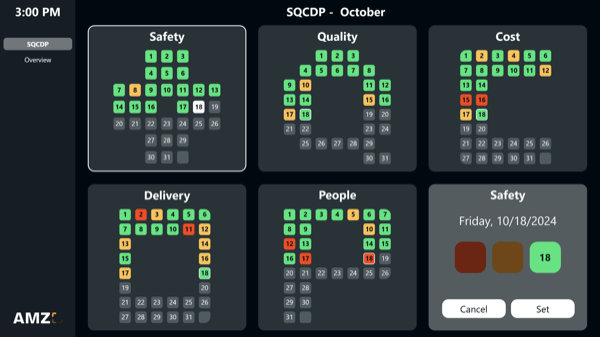 3:00 PM
SQCDP
Overview
SQCDP - October
Safety
1 2 3
4 5 6
7 8 9 10 11 12 13
14 15 16 17 18 19
20 21 22 23 24 25 26
27 28 29
30 31
Quality
1 2 3
4 5 6 7 8
9 10 11 12
13 14 15 16
17 18 19 20
21 22 23 24
25 26 27 28 29
30 31
Cost
1 2 3 4 5 6
7 8 9 10 11 12
13 14
15 16
17 18
19 20
21 22 23 24 25 26
27 28 29 30 31
Delivery
1 2 3 4 5 6
7 8 9 10 11 12
13 14
15 16
17 18
19 20
21 22 23 24 25 26
27 28 29 30 31
People
1 2 3 4 5 6 7
8 9 10 11
12 13 14 15
16 17 18 19
20 21 22 23 24 25 26
27 28
29 30
31
Safety
Friday, 10/18/2024
18
Cancel Set
AMZ